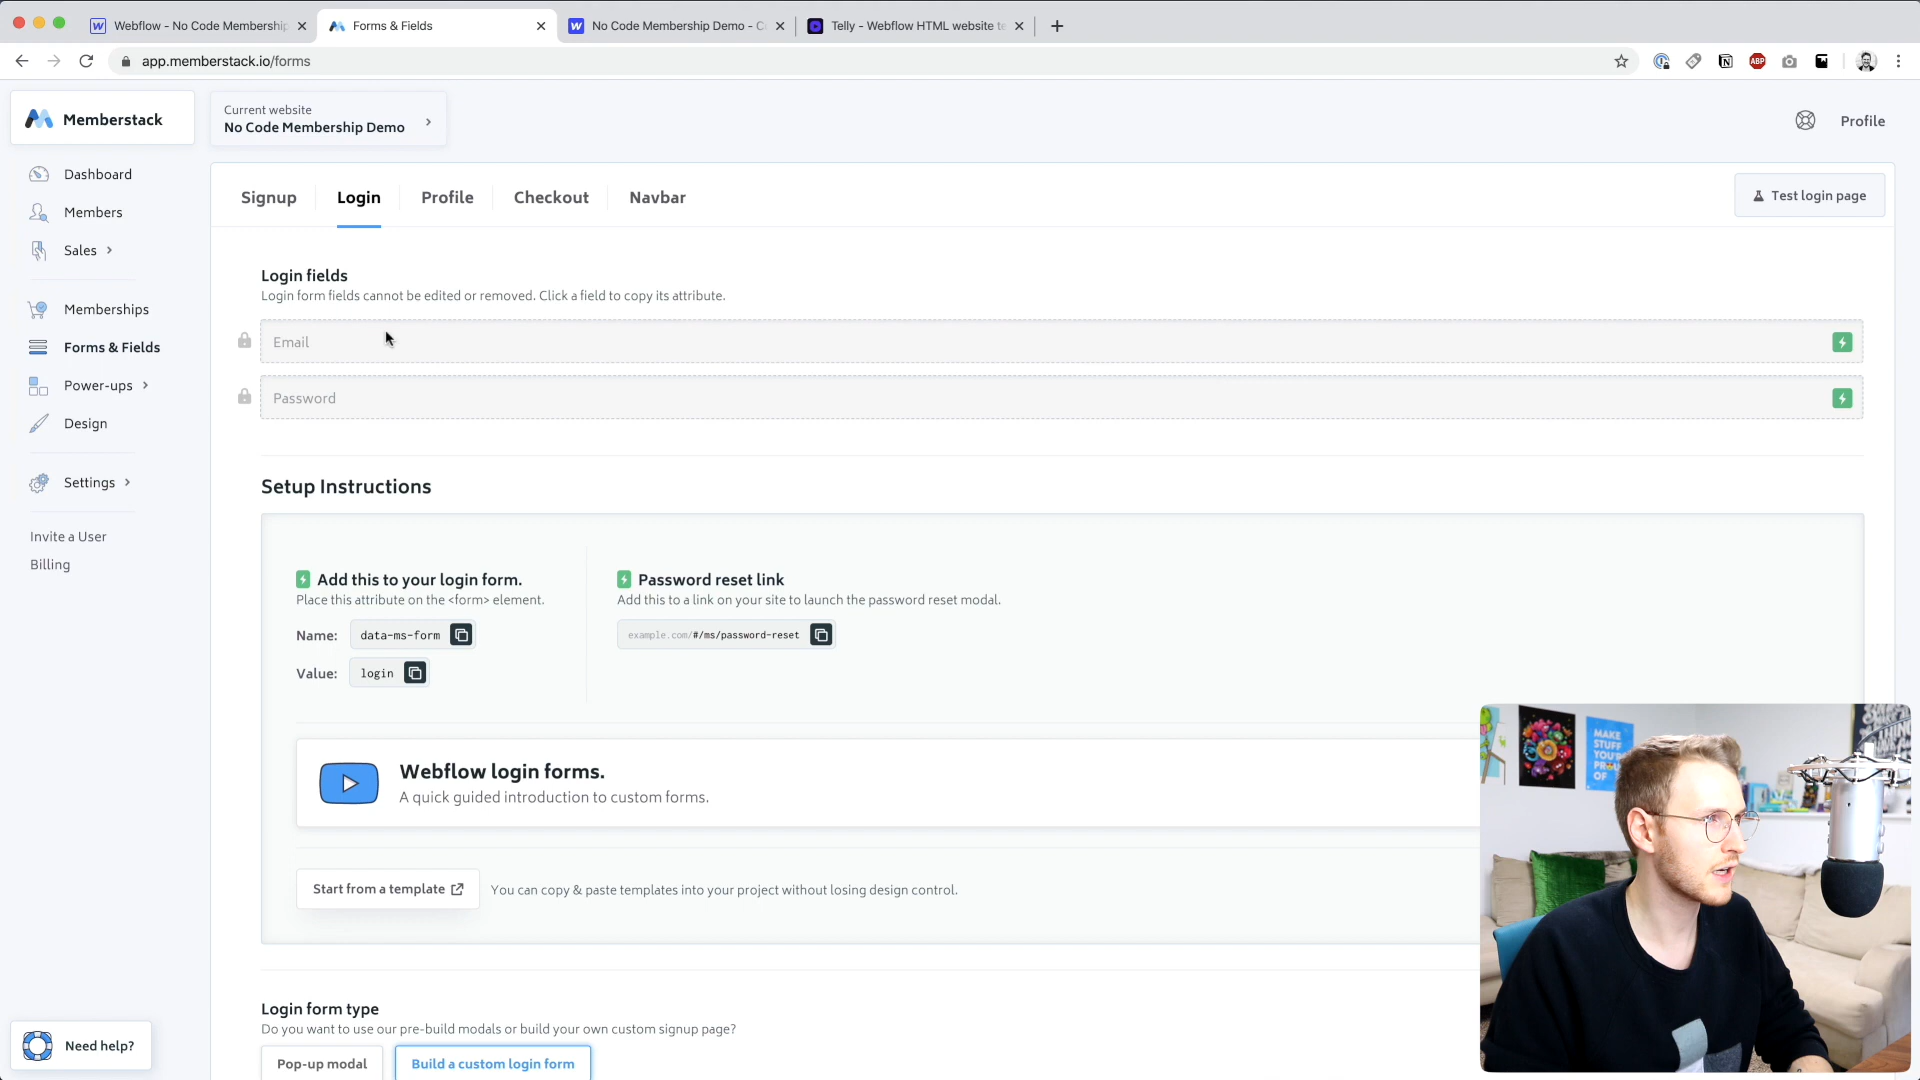 Webflow - No Code Membership
Forms & Fields
No Code Membership Demo - C
Telly - Webflow HTML website te
app.memberstack.io/forms
ABP
Memberstack
Current website
No Code Membership Demo
Profile
Dashboard
Members
Sales
Memberships
Forms & Fields
Power-ups
Design
Settings
Invite a User
Billing
Need help?
Signup
Login
Profile
Checkout
Navbar
Test login page
Login fields
Login form fields cannot be edited or removed. Click a field to copy its attribute.
Email
Password
Setup Instructions
Add this to your login form.
Place this attribute on the <form> element.
Name: data-ms-form
Value: login
Password reset link
Add this to a link on your site to launch the password reset modal.
example.com/#/ms/password-reset
Webflow login forms.
A quick guided introduction to custom forms.
Start from a template
You can copy & paste templates into your project without losing design control.
Login form type
Do you want to use our pre-build modals or build your own custom signup page?
Pop-up modal
Build a custom login form
MAKE
STUFF
YOU'RE
PROUD
OF